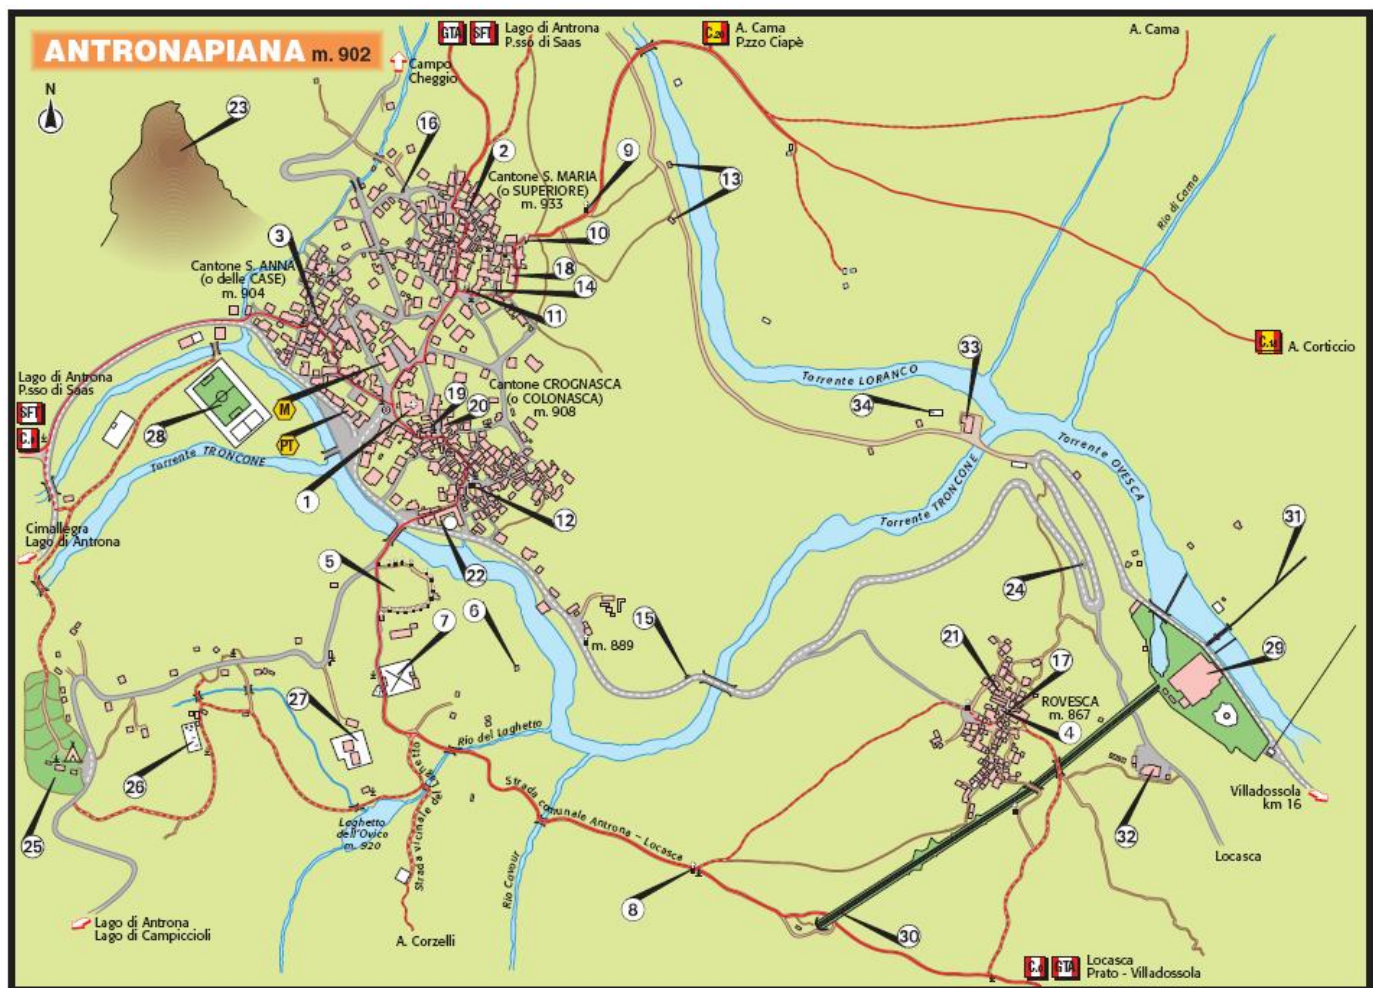 ANTRONAPIANA m. 902
N
Campo
Cheggio
GTA SFT
Lago di Antrona
P.sso di Saas
C.20
A. Cama
P.zzo Ciapè
A. Cama
23
16
2
9
13
Cantone S. MARIA
(o SUPERIORE)
m. 933
Rio di Cama
3
10
Cantone S. ANNA
(o delle CASE)
m. 904
18
14
11
33
C.18
A. Corticcio
Lago di Antrona
P.sso di Saas
SFT
Torrente LORANCO
34
Cantone CROGNASCA
(o COLONASCA)
m. 908
19
20
M
PT
28
Torrente TRONCONE
Torrente OVESCA
Torrente TRONCONE
1
12
31
Cimallegra
Lago di Antrona
5
22
24
6
7
15
m. 889
21
17
29
ROVESCA
m. 867
4
27
Rio del Laghetto
26
Strada vicinale del Laghetto
Strada comunale Antrona - Locasca
Villadossola
km 16
25
Laghetto
dell'Ovico
m. 920
32
Locasca
Rio Cavour
8
Lago di Antrona
Lago di Campiccioli
A. Corzelli
30
GTA
Locasca
Prato - Villadossola